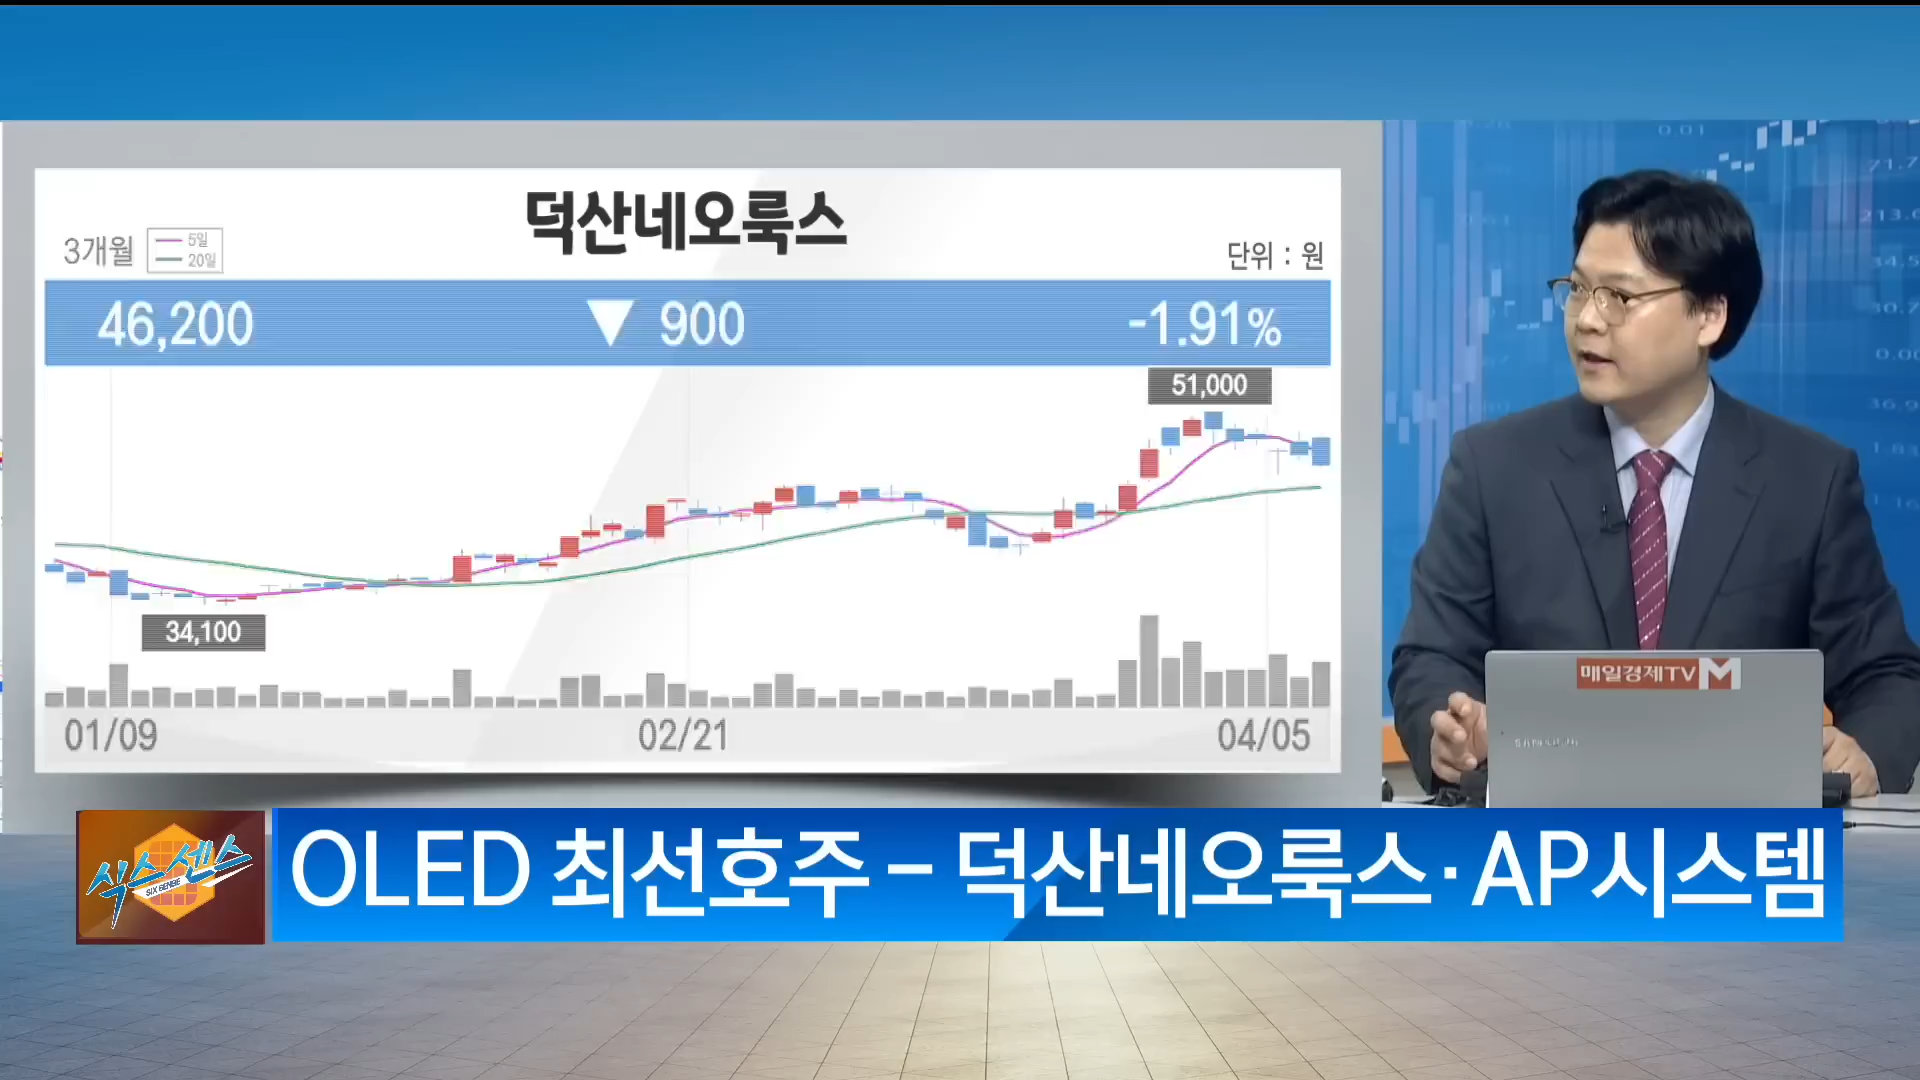 덕산네오룩스
3개월
5일
20일
단위 : 원
46,200 ▼ 900 -1.91%
51,000
34,100
01/09 02/21 04/05
매일경제TV M
식스센스
SIX SENSE
OLED 최선호주 - 덕산네오룩스·AP시스템